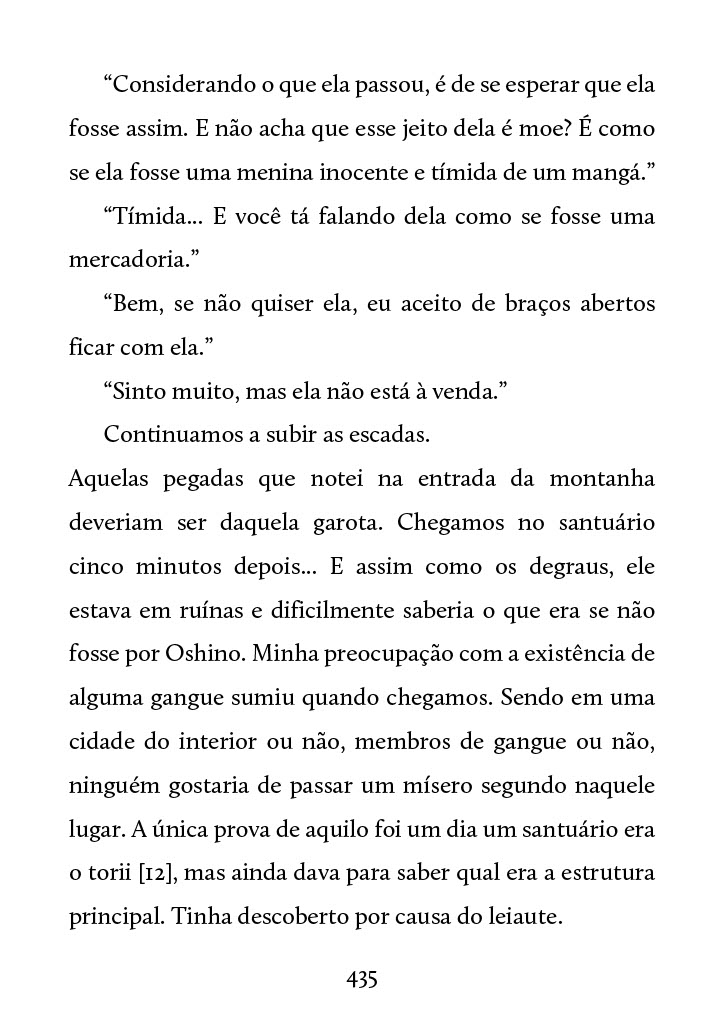 “Considerando o que ela passou, é de se esperar que ela
fosse assim. E não acha que esse jeito dela é moe? É como
se ela fosse uma menina inocente e tímida de um mangá.”
“Tímida... E você tá falando dela como se fosse uma
mercadoria.”
“Bem, se não quiser ela, eu aceito de braços abertos
ficar com ela.”
“Sinto muito, mas ela não está à venda.”
Continuamos a subir as escadas.
Aquelas pegadas que notei na entrada da montanha
deveriam ser daquela garota. Chegamos no santuário
cinco minutos depois... E assim como os degraus, ele
estava em ruínas e dificilmente saberia o que era se não
fosse por Oshino. Minha preocupação com a existência de
alguma gangue sumiu quando chegamos. Sendo em uma
cidade do interior ou não, membros de gangue ou não,
ninguém gostaria de passar um mísero segundo naquele
lugar. A única prova de aquilo foi um dia um santuário era
o torii [12], mas ainda dava para saber qual era a estrutura
principal. Tinha descoberto por causa do leiaute.
435